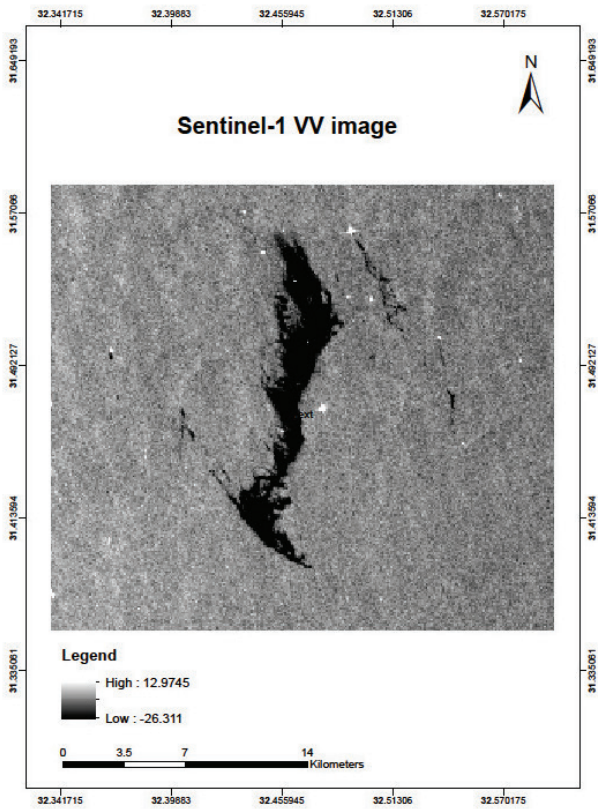 32.341715 32.39883 32.455945 32.51306 32.570175
31.649193 31.649193
N
Sentinel-1 VV image
31.57066 31.57066
31.492127 31.492127
ext
31.413594 31.413594
31.335061 31.335061
Legend
High : 12.9745
Low : -26.311
0 3.5 7 14
Kilometers
32.341715 32.39883 32.455945 32.51306 32.570175